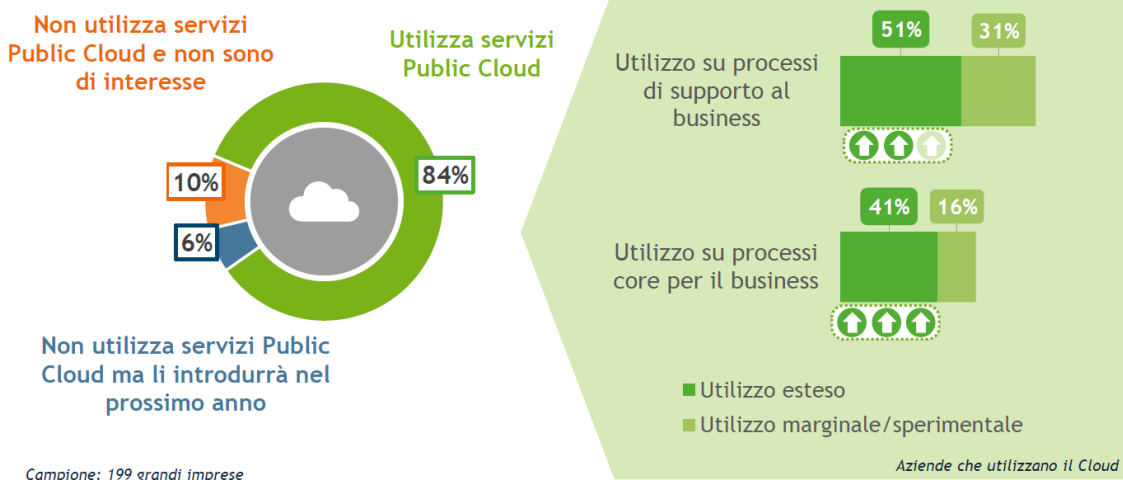 Non utilizza servizi
Public Cloud e non sono
di interesse
Utilizza servizi
Public Cloud
10%
6%
84%
Non utilizza servizi Public
Cloud ma li introdurrà nel
prossimo anno
Campione: 199 grandi imprese
51%
31%
Utilizzo su processi
di supporto al
business
41%
16%
Utilizzo su processi
core per il business
Utilizzo esteso
Utilizzo marginale/sperimentale
Aziende che utilizzano il Cloud